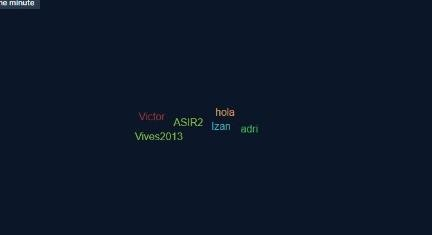 ne minute
hola
Victor
ASIR2
Izan
adri
Vives2013